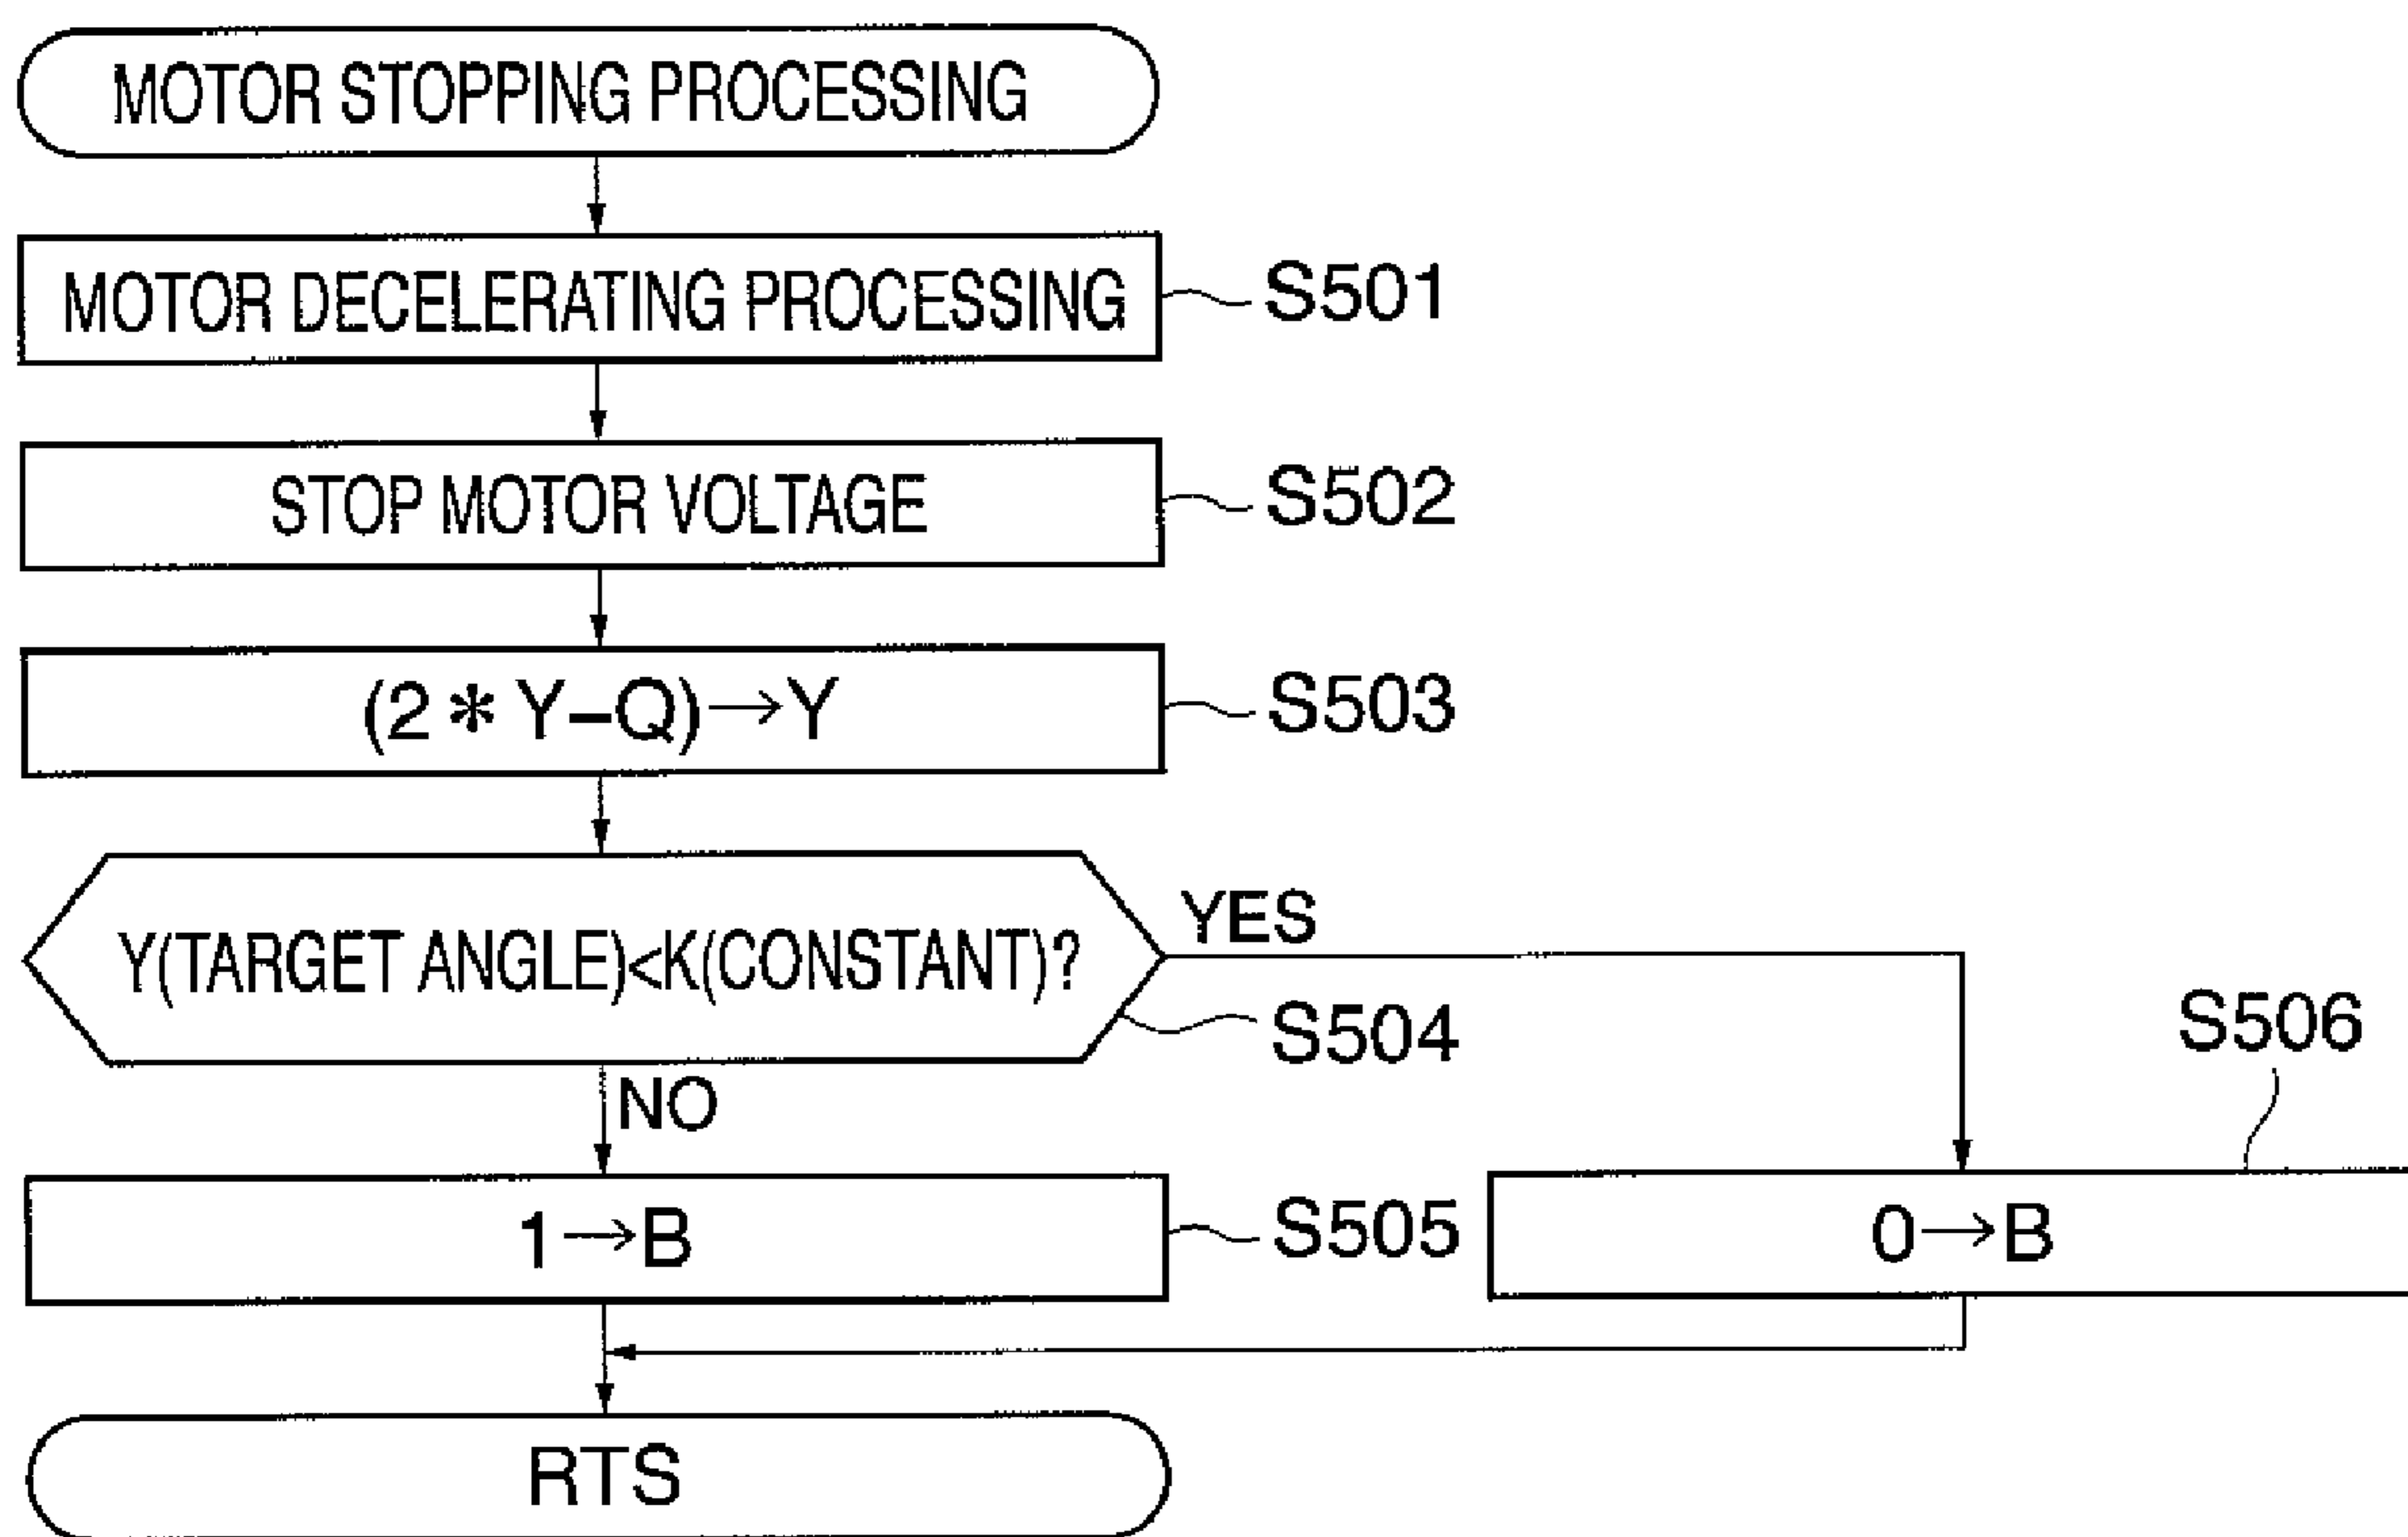 MOTOR STOPPING PROCESSING
MOTOR DECELERATING PROCESSING
S501
STOP MOTOR VOLTAGE
S502
(2 * Y-Q)→Y
S503
Y(TARGET ANGLE)<K(CONSTANT)?
YES
S504
NO
S506
1→B
S505
0→B
RTS